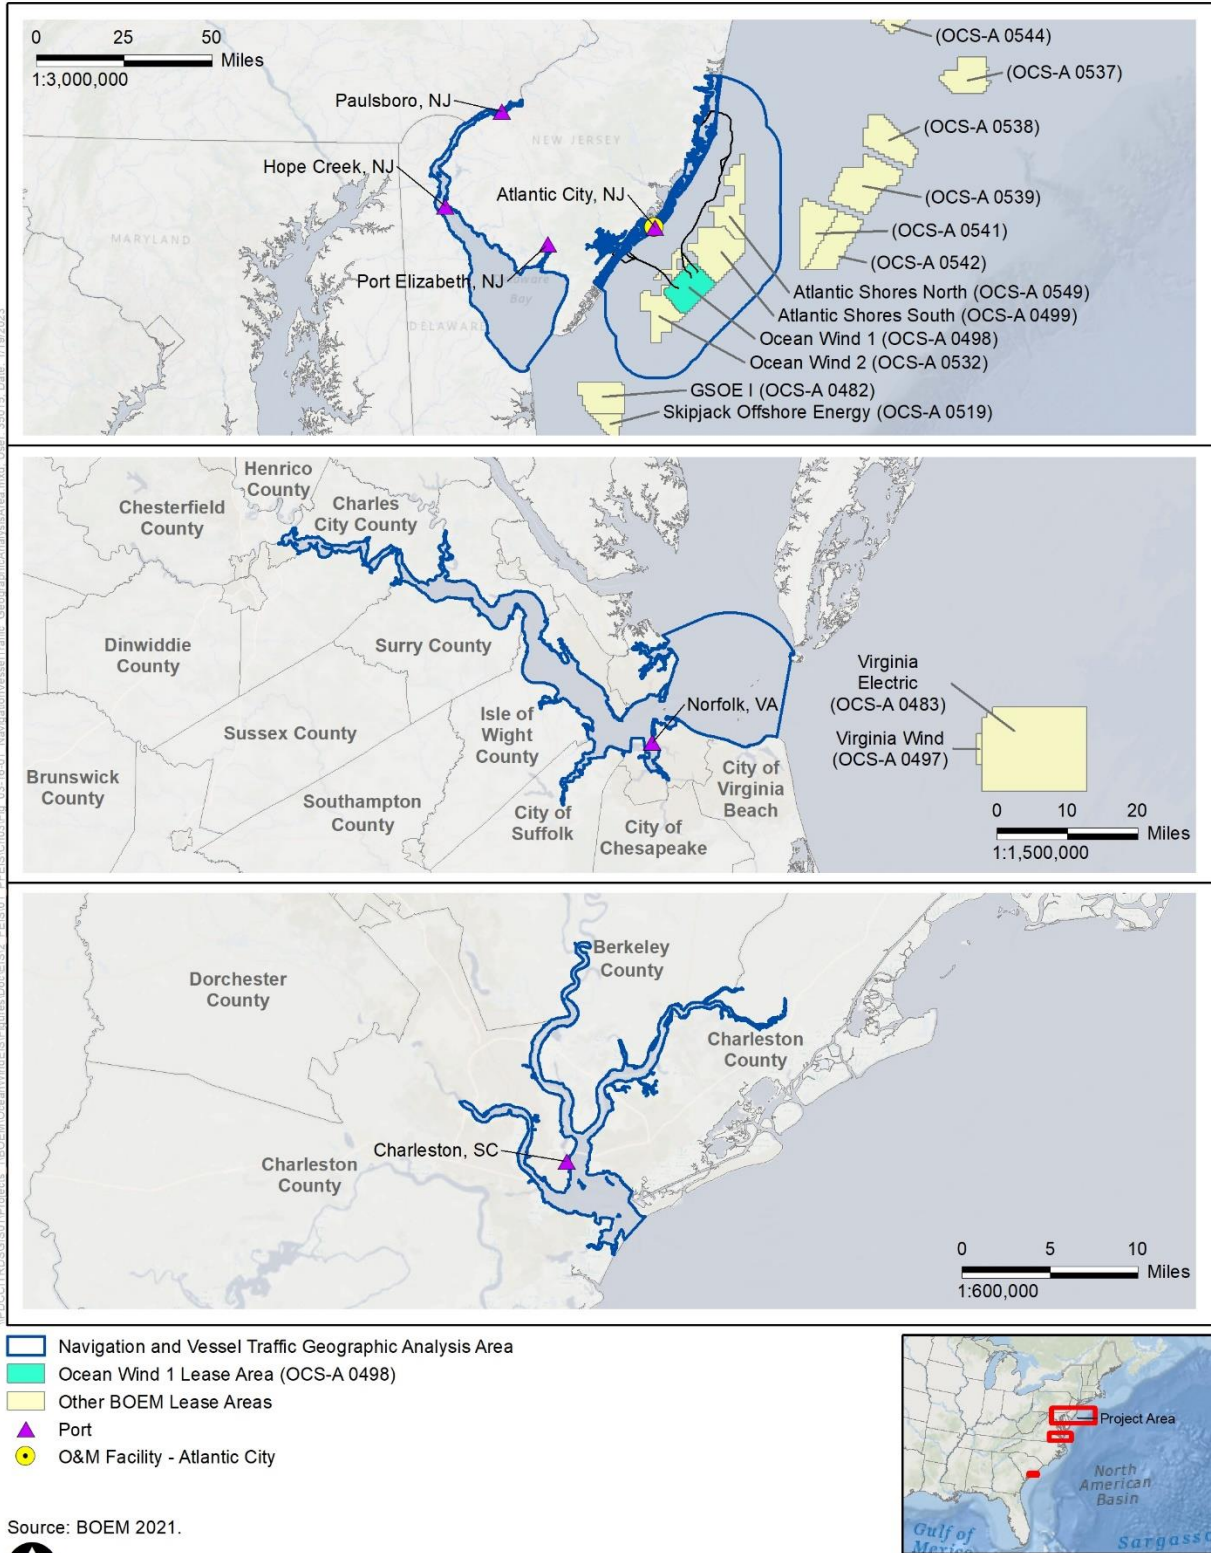 0 25 50
Miles
1:3,000,000
(OCS-A 0544)
(OCS-A 0537)
Paulsboro, NJ
(OCS-A 0538)
NEW JERSEY
Hope Creek, NJ
Atlantic City, NJ
(OCS-A 0539)
MARYLAND
(OCS-A 0541)
(OCS-A 0542)
Port Elizabeth, NJ
Bay
Atlantic Shores North (OCS-A 0549)
DELAWARE
Atlantic Shores South (OCS-A 0499)
Ocean Wind 1 (OCS-A 0498)
Ocean Wind 2 (OCS-A 0532)
GSOE I (OCS-A 0482)
Skipjack Offshore Energy (OCS-A 0519)
Henrico
County
Chesterfield
County
Charles
City County
Dinwiddie
County
Surry County
Virginia
Electric
(OCS-A 0483)
Norfolk, VA
Isle of
Wight
County
Sussex County
Virginia Wind
(OCS-A 0497)
Brunswick
County
City of
Virginia
Beach
Southampton
County
City of
Suffolk
City of
Chesapeake
0 10 20
Miles
1:1,500,000
Berkeley
County
Dorchester
County
Charleston
County
Charleston, SC
Charleston
County
0 5 10
Miles
1:600,000
Navigation and Vessel Traffic Geographic Analysis Area
Ocean Wind 1 Lease Area (OCS-A 0498)
Other BOEM Lease Areas
Port
O&M Facility - Atlantic City
Project Area
North
American
Basin
Gulf of
Mexico
Sargasso
Source: BOEM 2021.